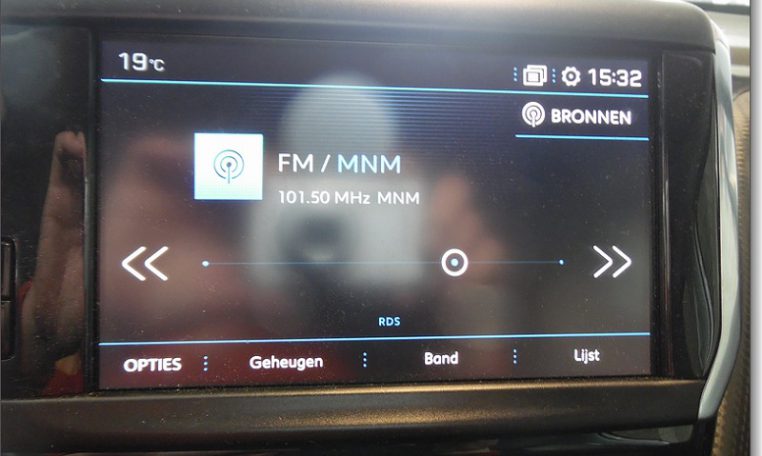 19°C
15:32
BRONNEN
FM / MNM
101.50 MHz MNM
RDS
OPTIES Geheugen Band Lijst